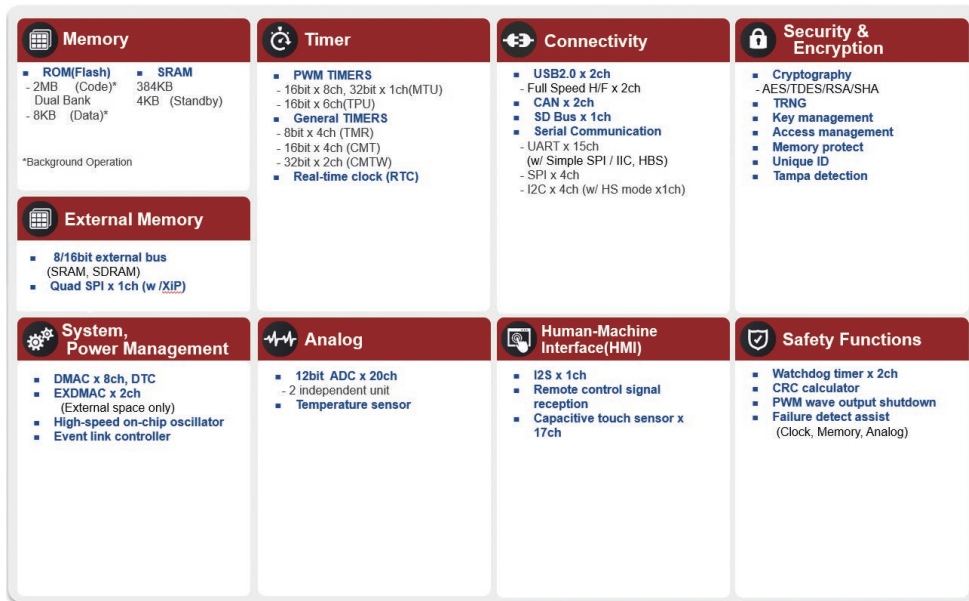 Memory
ROM(Flash)
- 2MB (Code)*
Dual Bank
- 8KB (Data)*
SRAM
384KB
4KB (Standby)
*Background Operation
External Memory
8/16bit external bus
(SRAM, SDRAM)
Quad SPI x 1ch (w /XiP)
Timer
PWM TIMERS
- 16bit x 8ch, 32bit x 1ch(MTU)
- 16bit x 6ch(TPU)
General TIMERS
- 8bit x 4ch (TMR)
- 16bit x 4ch (CMT)
- 32bit x 2ch (CMTW)
Real-time clock (RTC)
Connectivity
USB2.0 x 2ch
- Full Speed H/F x 2ch
CAN x 2ch
SD Bus x 1ch
Serial Communication
- UART x 15ch
(w/ Simple SPI / IIC, HBS)
- SPI x 4ch
- I2C x 4ch (w/ HS mode x1ch)
Security &
Encryption
Cryptography
- AES/TDES/RSA/SHA
TRNG
Key management
Access management
Memory protect
Unique ID
Tampa detection
System,
Power Management
DMAC x 8ch, DTC
EXDMAC x 2ch
(External space only)
High-speed on-chip oscillator
Event link controller
Analog
12bit ADC x 20ch
- 2 independent unit
Temperature sensor
Human-Machine
Interface(HMI)
I2S x 1ch
Remote control signal
reception
Capacitive touch sensor x
17ch
Safety Functions
Watchdog timer x 2ch
CRC calculator
PWM wave output shutdown
Failure detect assist
(Clock, Memory, Analog)